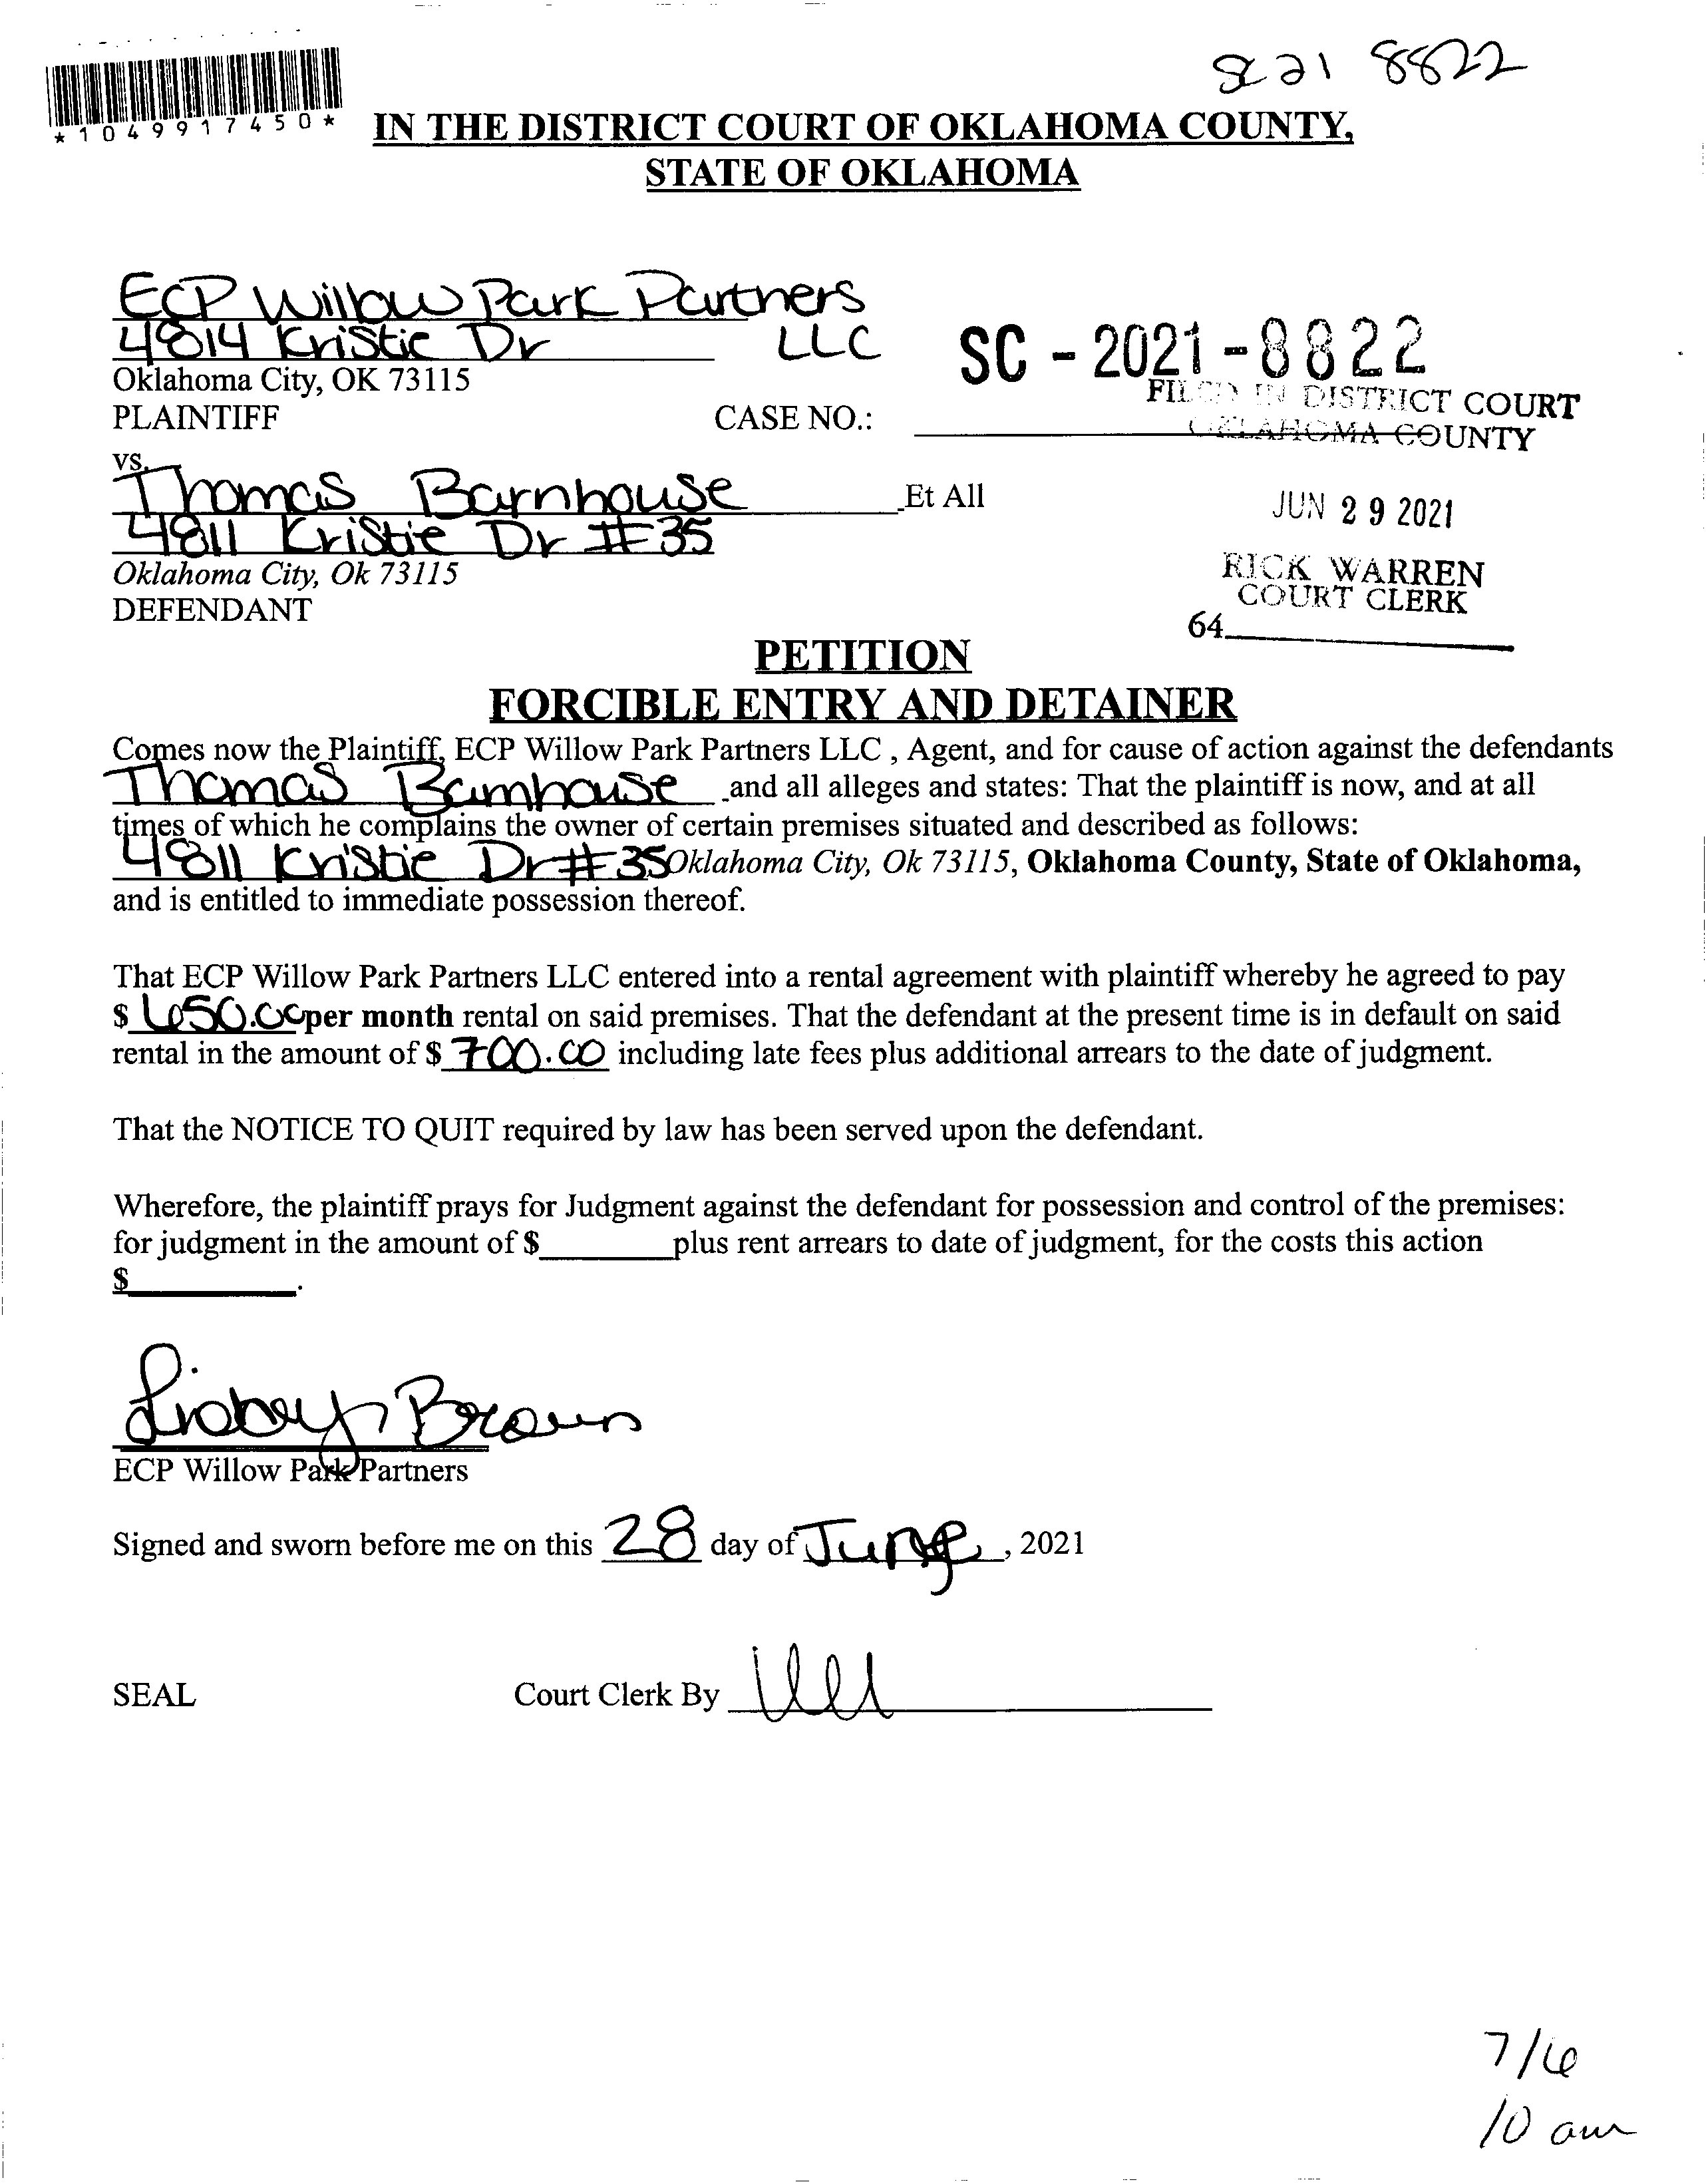 SC 21 8822
*1049917450*
IN THE DISTRICT COURT OF OKLAHOMA COUNTY,
STATE OF OKLAHOMA
ECP Willow Park Partners
4814 Kristie Dr LLC
Oklahoma City, OK 73115
PLAINTIFF
CASE NO.:
SC - 2021 - 8822
FILED IN DISTRICT COURT
OKLAHOMA COUNTY
vs.
Thomas Barnhouse Et All
4811 Kristie Dr #35
Oklahoma City, Ok 73115
DEFENDANT
JUN 29 2021
RICK WARREN
COURT CLERK
64
PETITION
FORCIBLE ENTRY AND DETAINER
Comes now the Plaintiff, ECP Willow Park Partners LLC , Agent, and for cause of action against the defendants
Thomas Barnhouse and all alleges and states: That the plaintiff is now, and at all
times of which he complains the owner of certain premises situated and described as follows:
4811 Kristie Dr #35 Oklahoma City, Ok 73115, Oklahoma County, State of Oklahoma,
and is entitled to immediate possession thereof.
That ECP Willow Park Partners LLC entered into a rental agreement with plaintiff whereby he agreed to pay
$ 650.00 per month rental on said premises. That the defendant at the present time is in default on said
rental in the amount of $ 700.00 including late fees plus additional arrears to the date of judgment.
That the NOTICE TO QUIT required by law has been served upon the defendant.
Wherefore, the plaintiff prays for Judgment against the defendant for possession and control of the premises:
for judgment in the amount of $ plus rent arrears to date of judgment, for the costs this action
$ .
Brown
ECP Willow Park Partners
Signed and sworn before me on this 28 day of June, 2021
SEAL
Court Clerk By
7/6
10 am